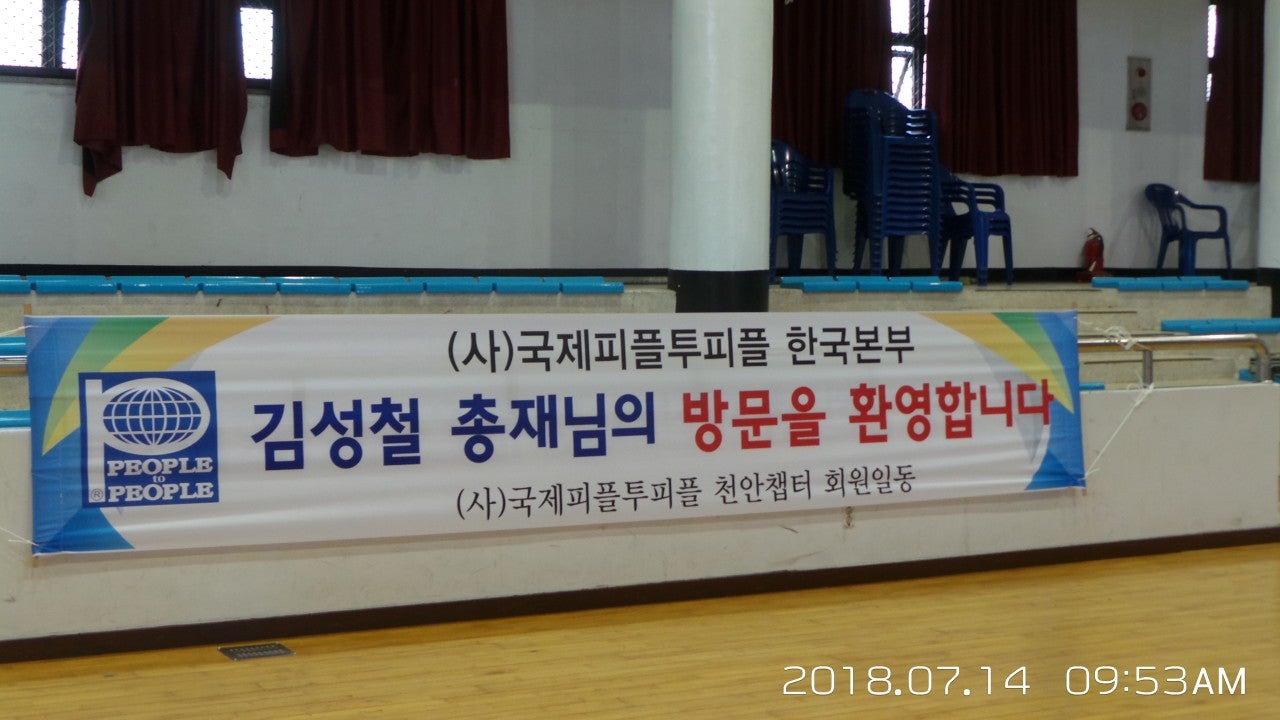 (사)국제피플투피플 한국본부
김성철 총재님의 방문을 환영합니다
(사)국제피플투피플 천안챕터 회원일동
PEOPLE
to
PEOPLE
®
2018.07.14 09:53AM